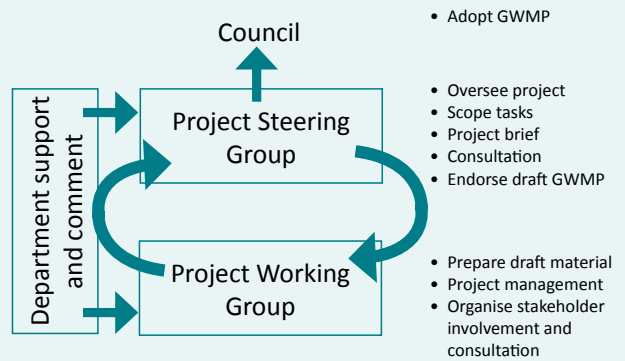 Council
• Adopt GWMP
Department support
and comment
Project Steering
Group
• Oversee project
• Scope tasks
• Project brief
• Consultation
• Endorse draft GWMP
Project Working
Group
• Prepare draft material
• Project management
• Organise stakeholder
involvement and
consultation